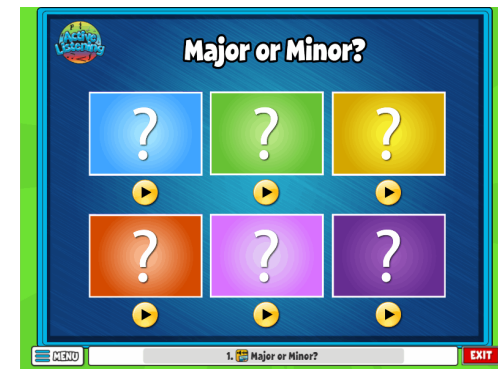 Active
Listening
Major or Minor?
? ? ?
? ? ?
MENU
1. Major or Minor?
EXIT